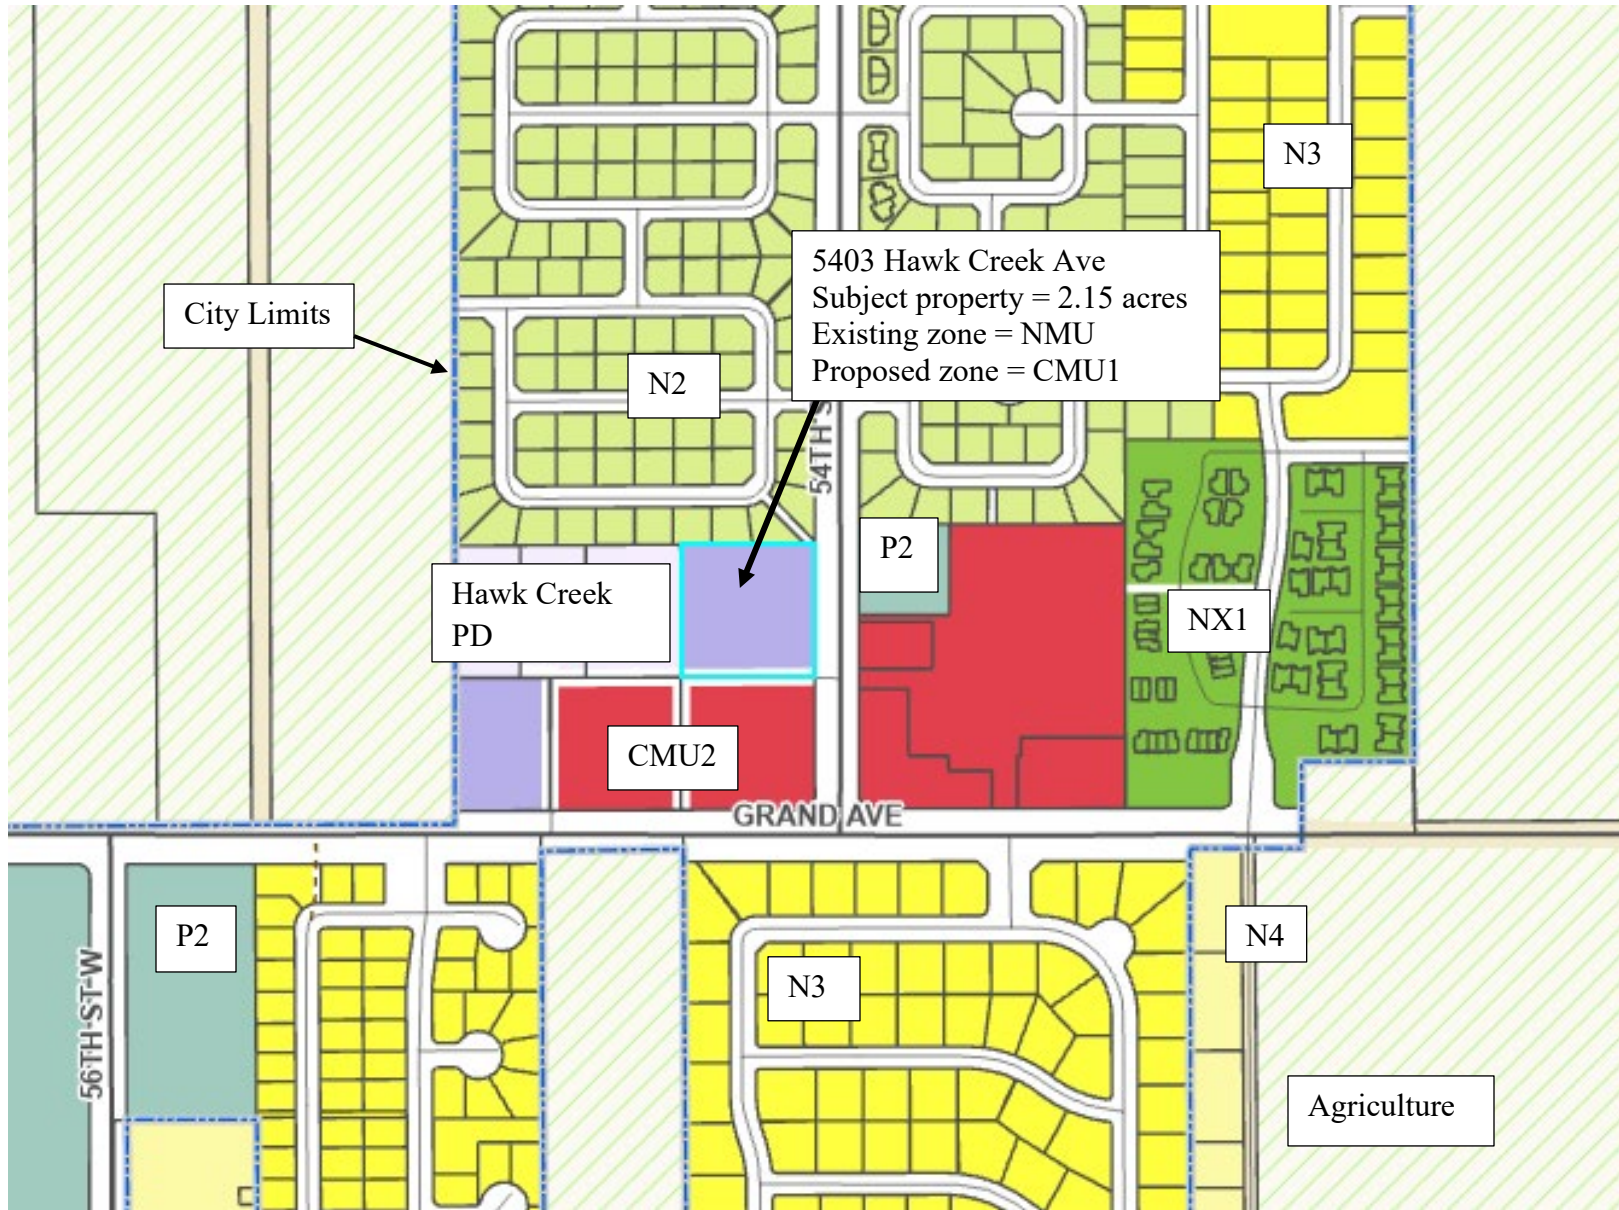 N3
5403 Hawk Creek Ave
Subject property = 2.15 acres
Existing zone = NMU
Proposed zone = CMU1
City Limits
N2
54TH S
P2
Hawk Creek
PD
NX1
CMU2
GRAND AVE
P2
N4
N3
56TH ST W
Agriculture